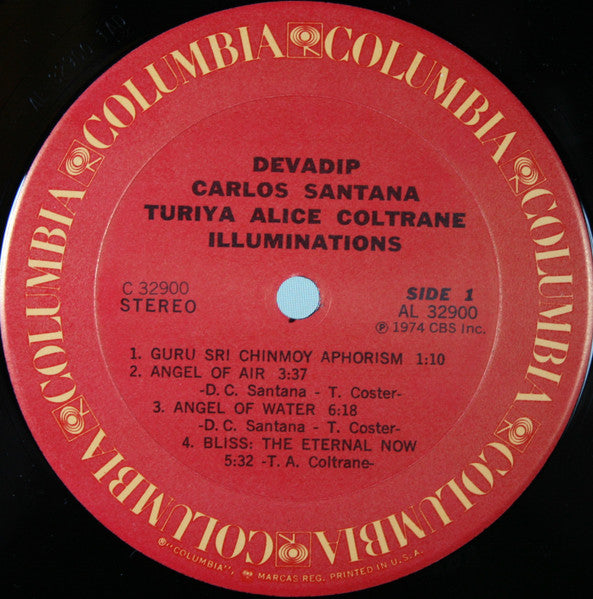 COLUMBIA COLUMBIA COLUMBIA COLUMBIA COLUMBIA COLUMBIA
DEVADIP
CARLOS SANTANA
TURIYA ALICE COLTRANE
ILLUMINATIONS
C 32900
STEREO
SIDE 1
AL 32900
℗ 1974 CBS Inc.
1. GURU SRI CHINMOY APHORISM 1:10
2. ANGEL OF AIR 3:37
-D. C. Santana - T. Coster-
3. ANGEL OF WATER 6:18
-D. C. Santana - T. Coster-
4. BLISS: THE ETERNAL NOW
5:32 -T. A. Coltrane-
®"COLUMBIA", MARCAS REG. PRINTED IN U.S.A.